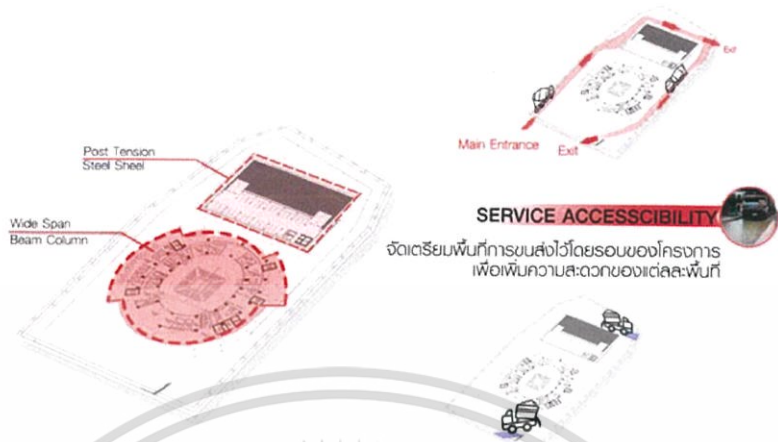 Exit
Main Entrance
Exit
Post Tension
Steel Sheel
Wide Span
Beam Column
SERVICE ACCESSCIBILITY
จัดเตรียมพื้นที่การขนส่งไว้โดยรอบของโครงการ
เพื่อเพิ่มความสะดวกของแต่ละพื้นที่